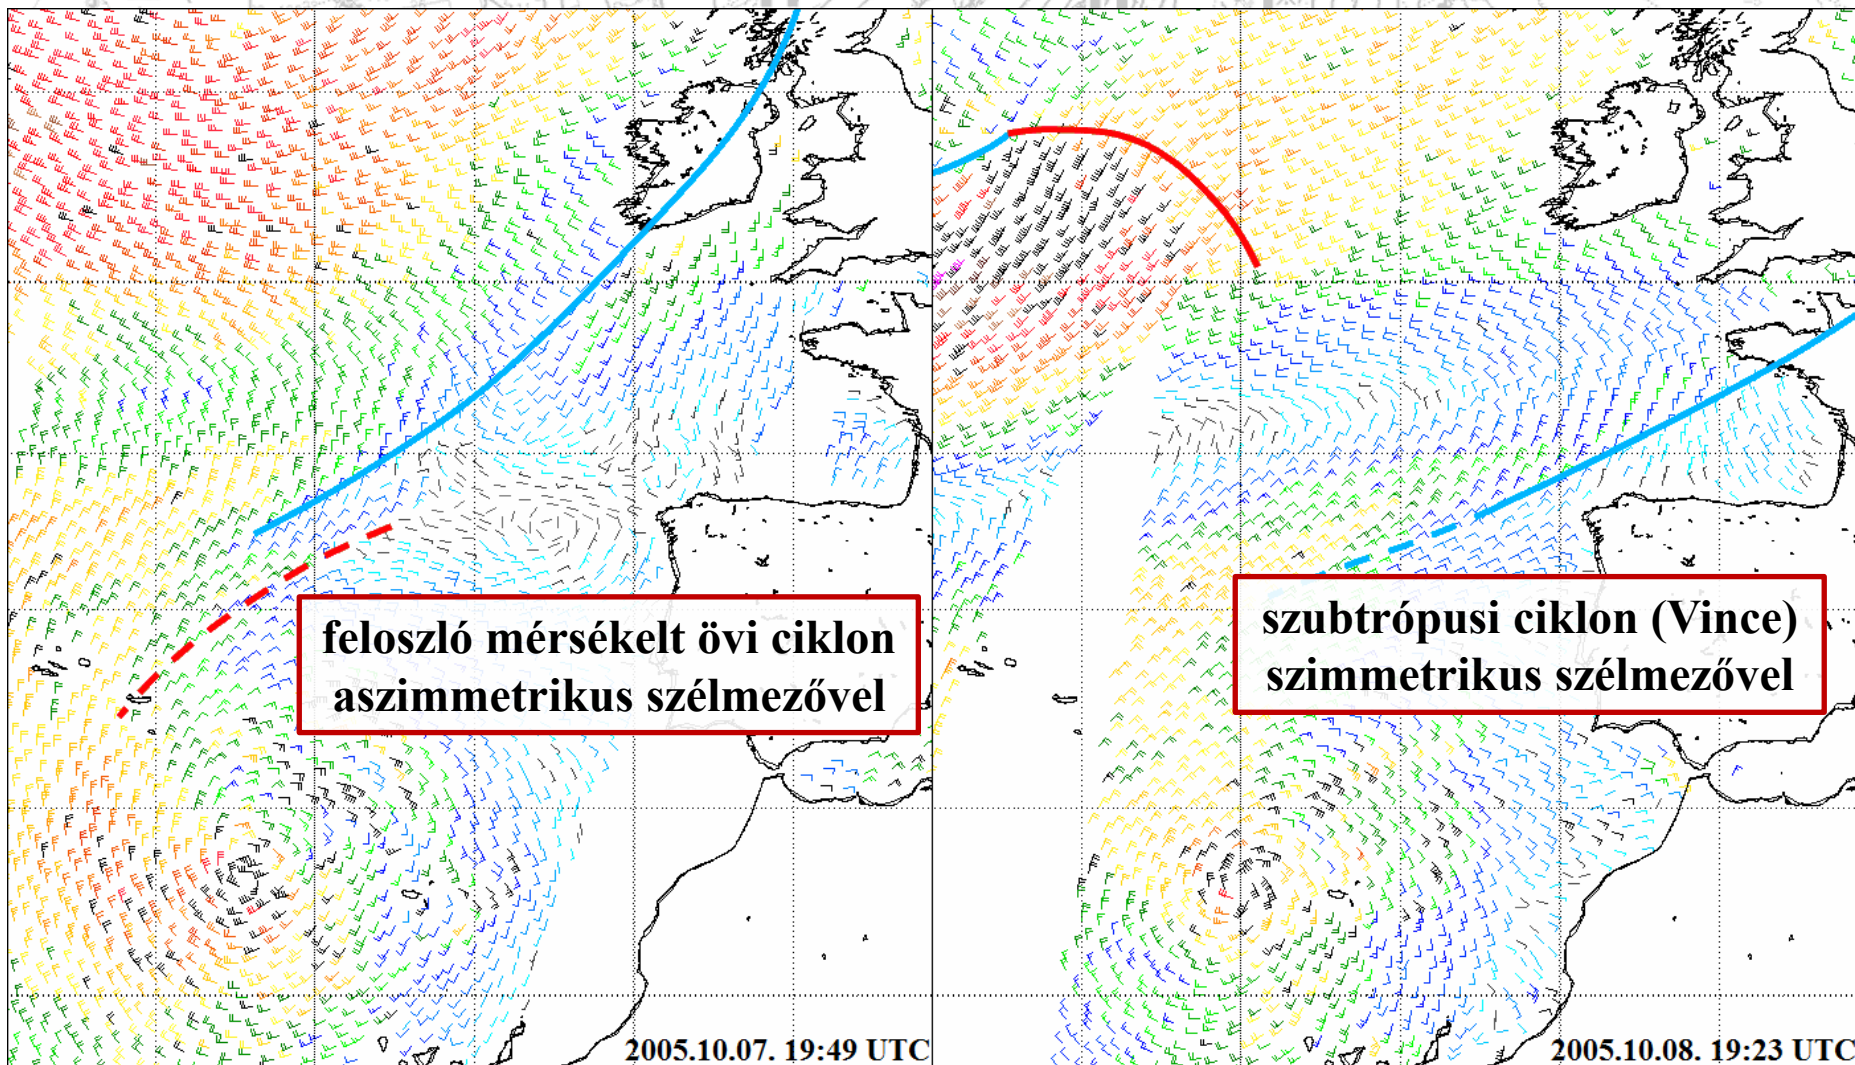 feloszló mérsékelt övi ciklon
aszimmetrikus szélmezővel
2005.10.07. 19:49 UTC
szubtrópusi ciklon (Vince)
szimmetrikus szélmezővel
2005.10.08. 19:23 UTC